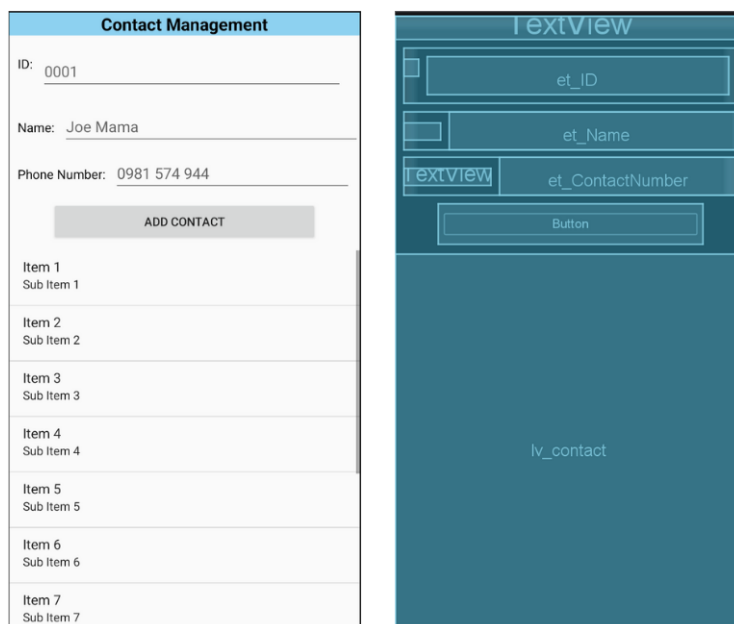 Contact Management
ID: 0001
Name: Joe Mama
Phone Number: 0981 574 944
ADD CONTACT
Item 1
Sub Item 1
Item 2
Sub Item 2
Item 3
Sub Item 3
Item 4
Sub Item 4
Item 5
Sub Item 5
Item 6
Sub Item 6
Item 7
Sub Item 7
TextView
et_ID
et_Name
TextView et_ContactNumber
Button
lv_contact